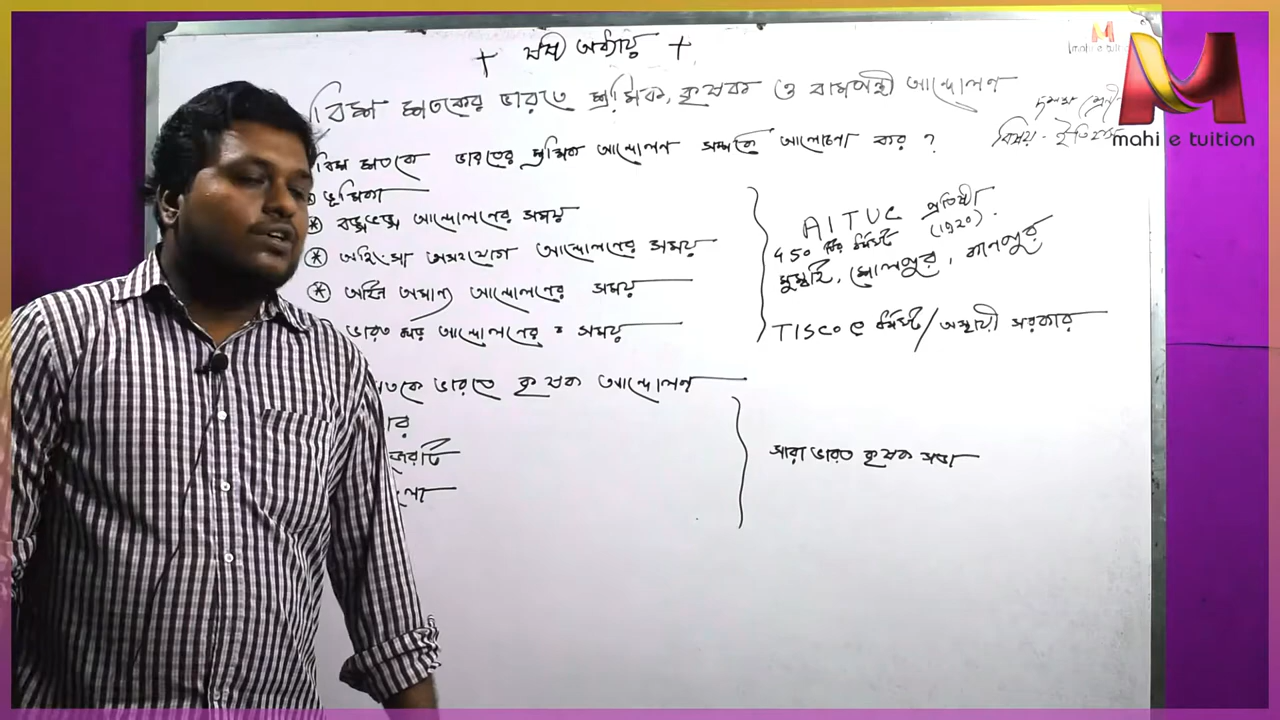 + ষষ্ঠ অধ্যায় +
mahi e tuition
বিংশ শতকের ভারতে শ্রমিক, কৃষক ও বামপন্থী আন্দোলন
দশম শ্রেণী
বিষয় - ইতিহাস
mahi e tuition
বিংশ শতকে ভারতের শ্রমিক আন্দোলন সম্পর্কে আলোচনা কর ?
ভূমিকা
* বঙ্গভঙ্গ আন্দোলনের সময়
* অহিংসা অসহযোগ আন্দোলনের সময়
* আইন অমান্য আন্দোলনের সময়
ভারত ছাড় আন্দোলনের সময়
AITUC প্রতিষ্ঠা
(1920).
450 ধর্মঘট
মুম্বাই, শোলাপুর, কানপুর
TISCO ধর্মঘট / অস্থায়ী সরকার
শতকে ভারতে কৃষক আন্দোলন
সারা ভারত কৃষক সভা